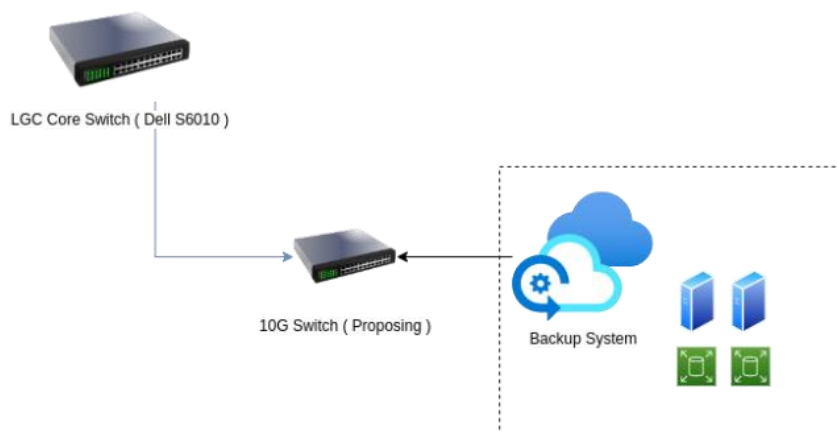 LGC Core Switch ( Dell S6010 )
10G Switch ( Proposing )
Backup System